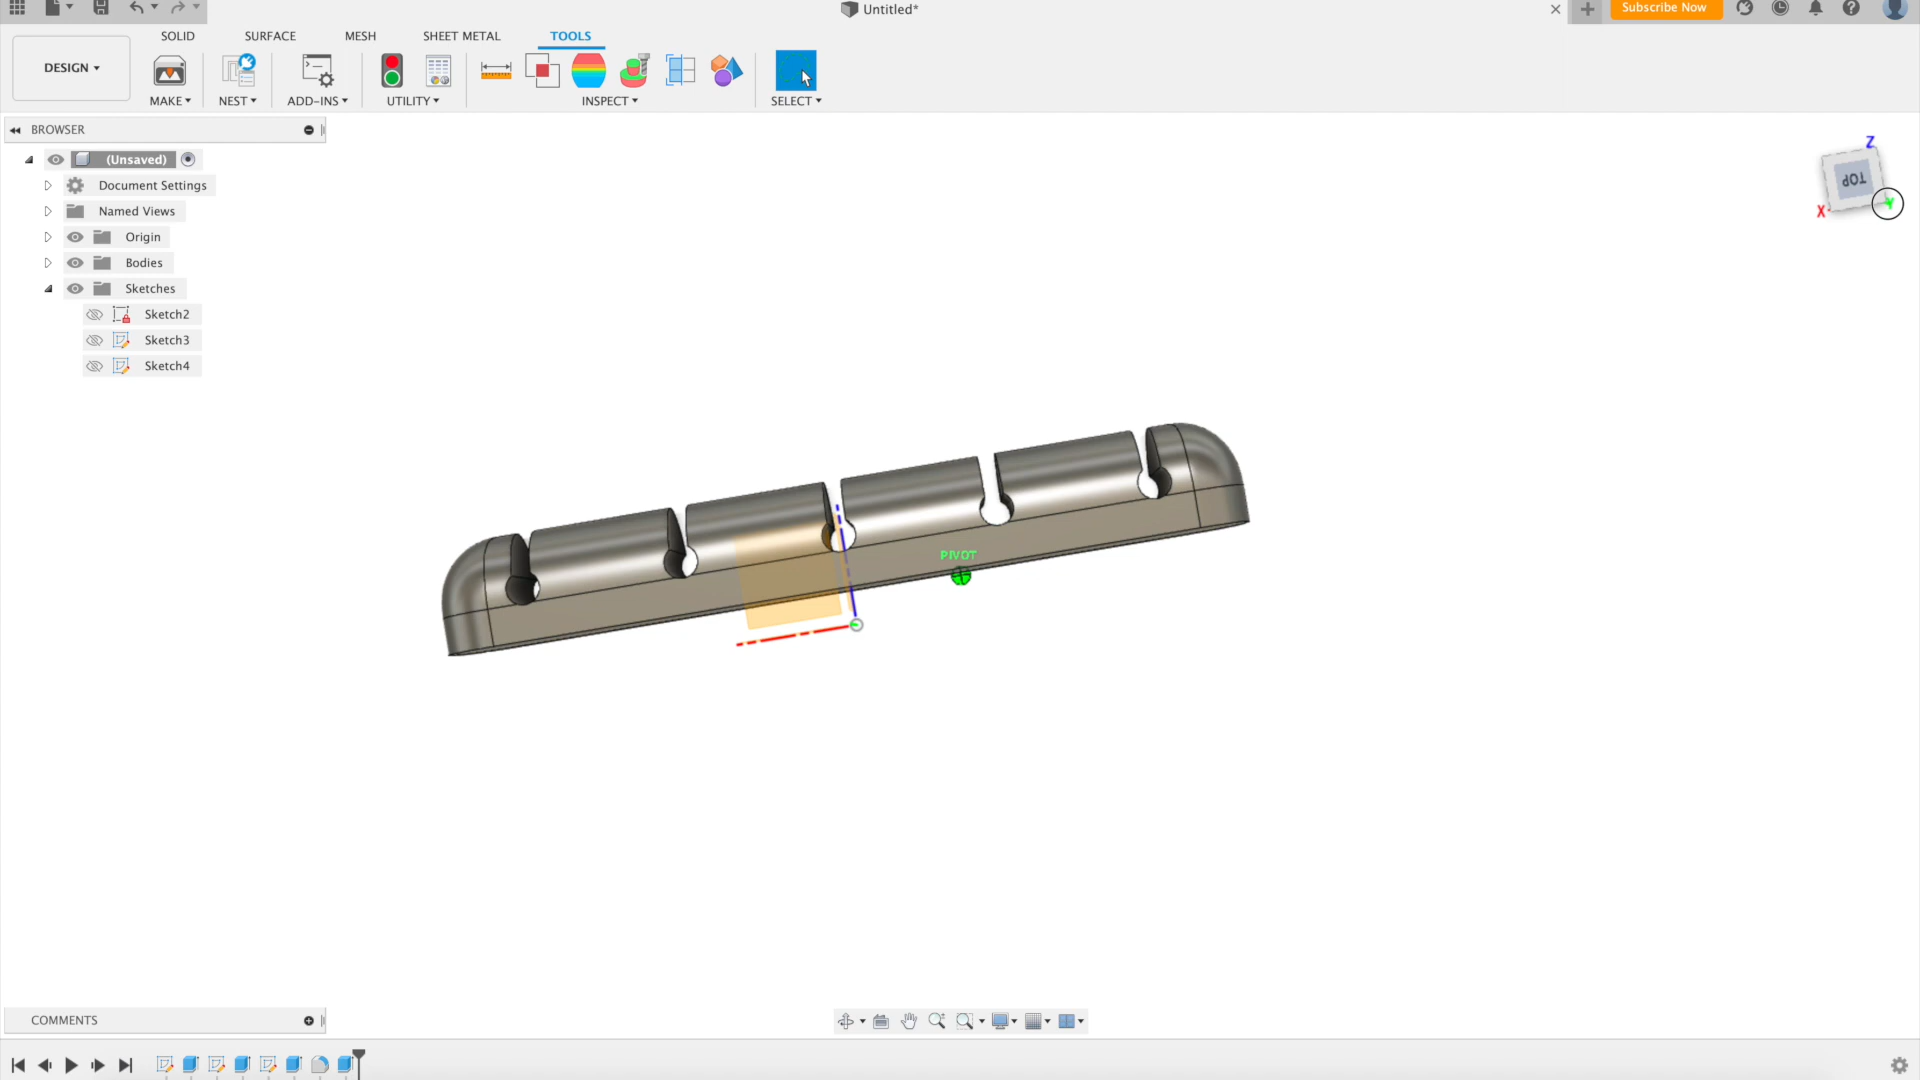 Untitled*
Subscribe Now
SOLID
SURFACE
MESH
SHEET METAL
TOOLS
DESIGN
MAKE
NEST
ADD-INS
UTILITY
INSPECT
SELECT
BROWSER
(Unsaved)
Document Settings
Named Views
Origin
Bodies
Sketches
Sketch2
Sketch3
Sketch4
Z
TOP
X
Y
PIVOT
COMMENTS